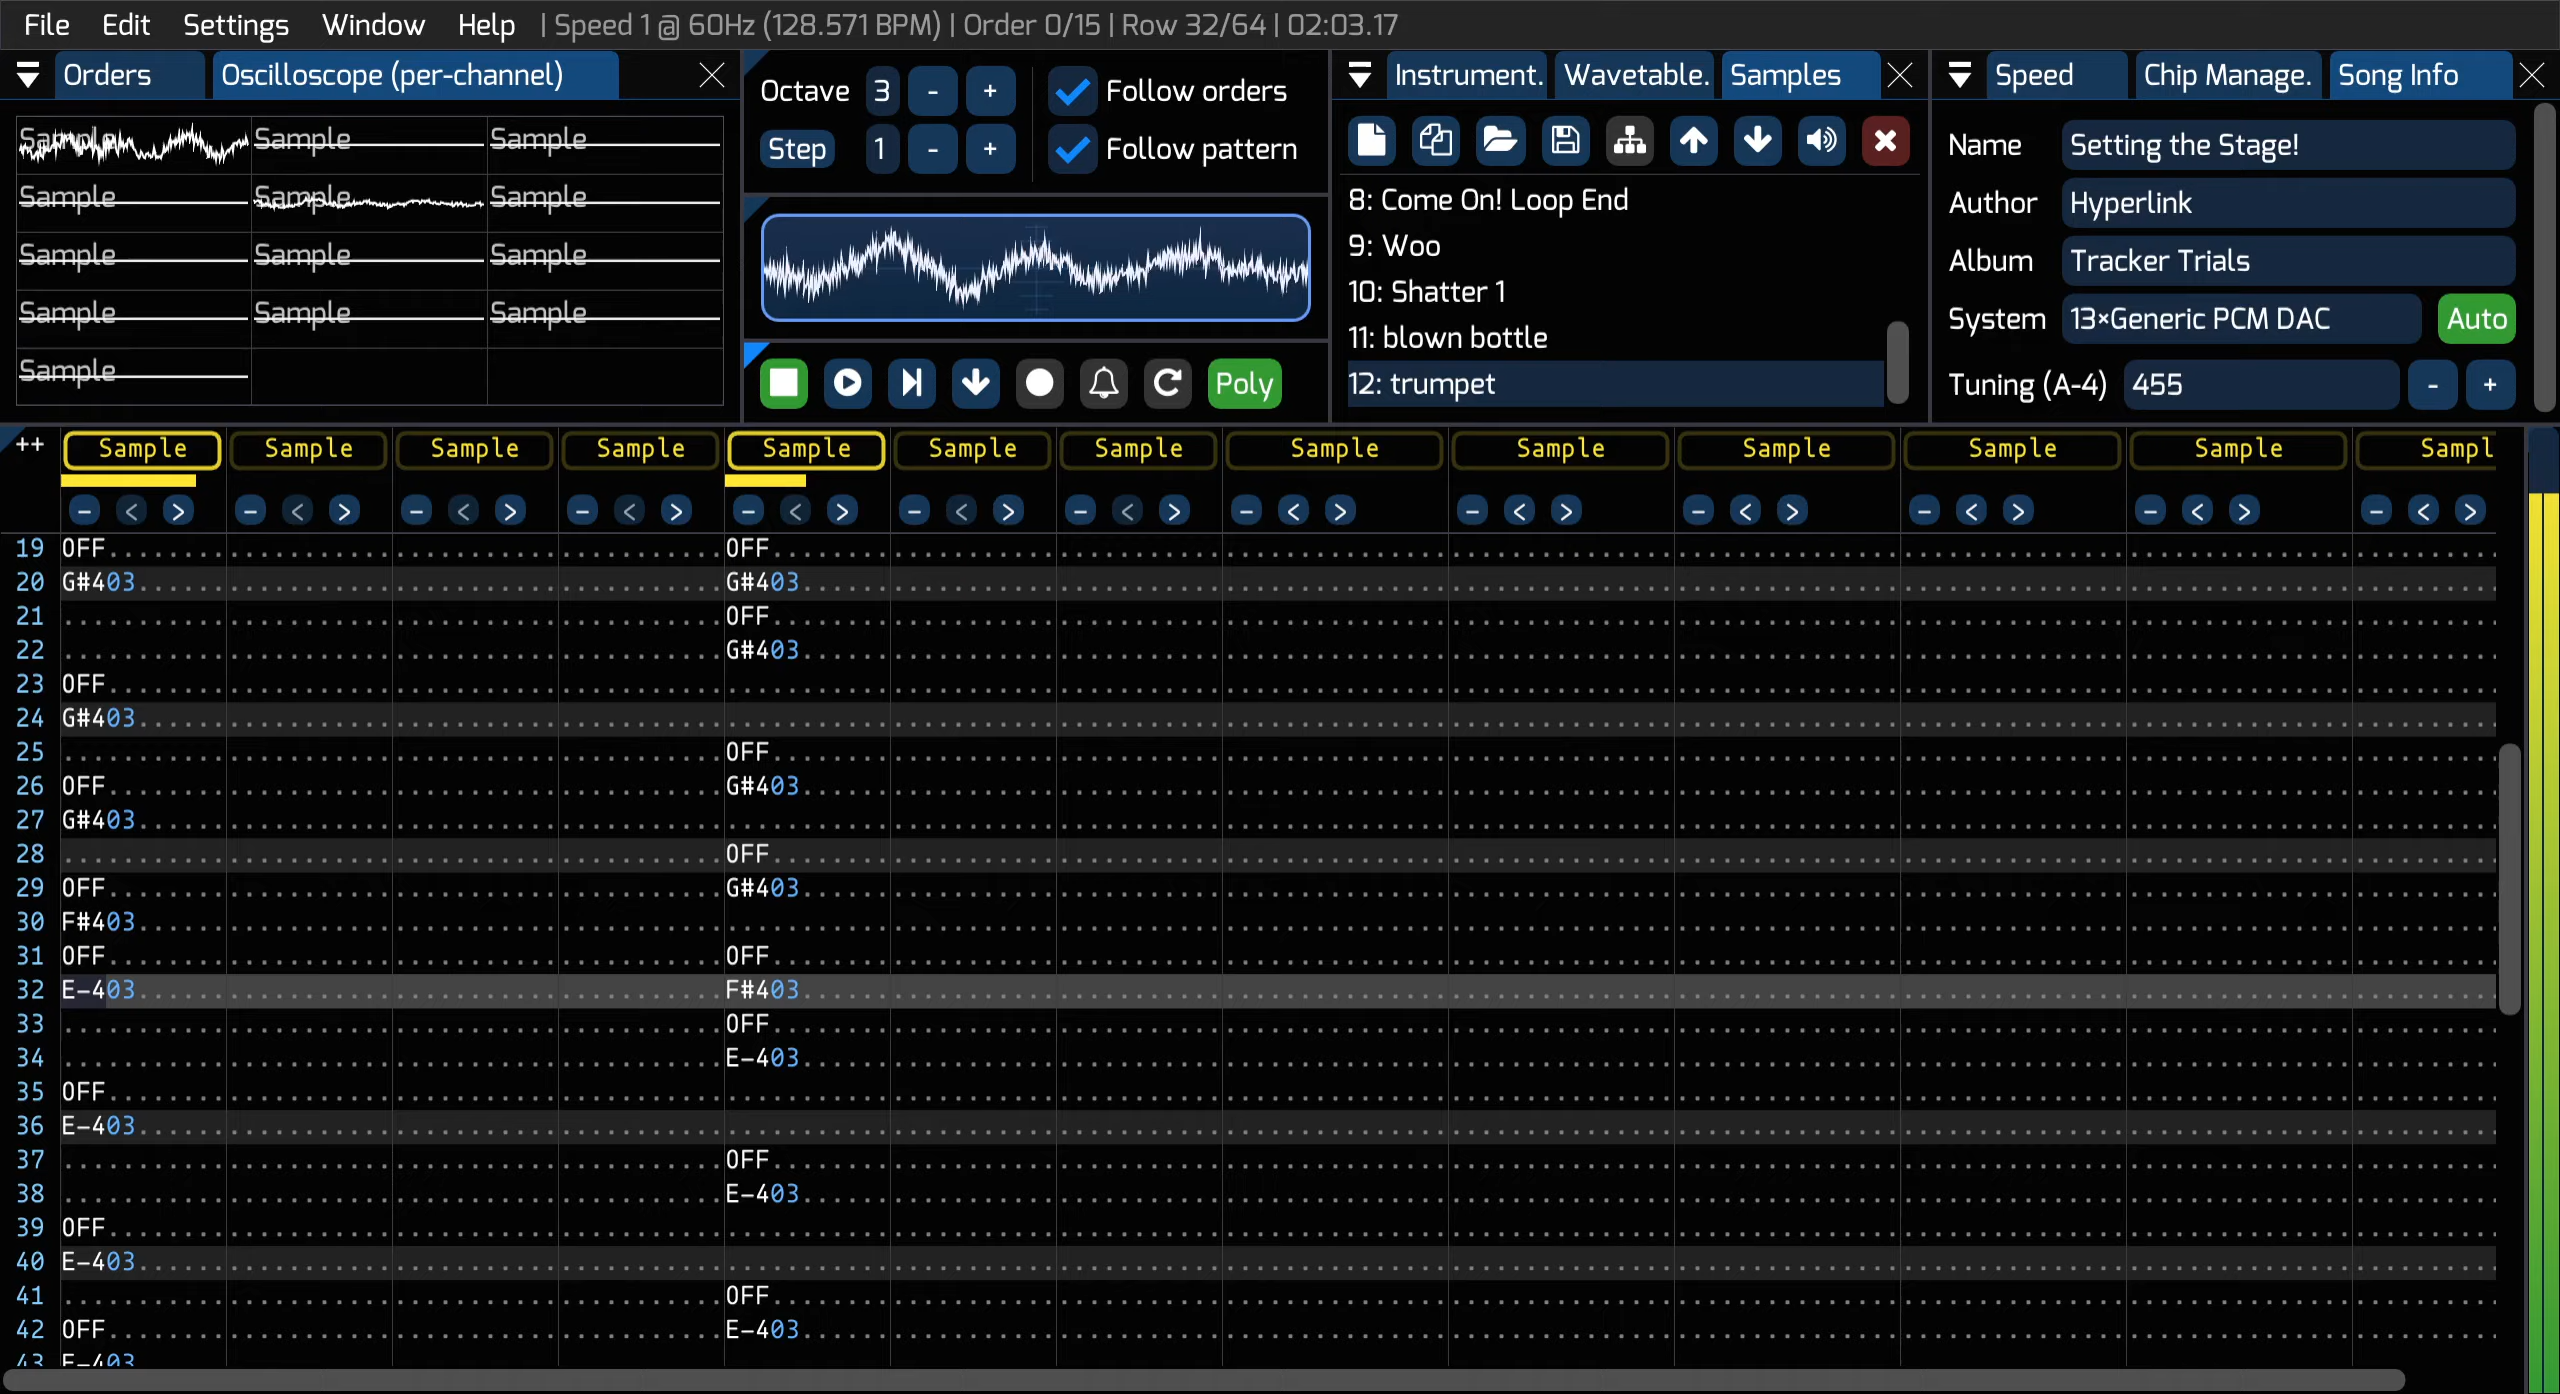 File Edit Settings Window Help | Speed 1 @ 60Hz (128.571 BPM) | Order 0/15 | Row 32/64 | 02:03.17
Orders Oscilloscope (per-channel)
Sample Sample Sample
Sample Sample Sample
Sample Sample Sample
Sample Sample Sample
Sample
Octave 3 - + Follow orders
Step 1 - + Follow pattern
Poly
Instrument. Wavetable. Samples
8: Come On! Loop End
9: Woo
10: Shatter 1
11: blown bottle
12: trumpet
Speed Chip Manage. Song Info
Name Setting the Stage!
Author Hyperlink
Album Tracker Trials
System 13×Generic PCM DAC Auto
Tuning (A-4) 455 - +
++ Sample Sample Sample Sample Sample Sample Sample Sample Sample Sample Sample Sample Sampl
- < > - < > - < > - < > - < > - < > - < > - < > - < > - < > - < > - < > - < >
19 OFF OFF
20 G#403 G#403
21 OFF
22 G#403
23 OFF
24 G#403
25 OFF
26 OFF G#403
27 G#403
28 OFF
29 OFF G#403
30 F#403
31 OFF OFF
32 E-403 F#403
33 OFF
34 E-403
35 OFF
36 E-403
37 OFF
38 E-403
39 OFF
40 E-403
41 OFF
42 OFF E-403
43 E-403